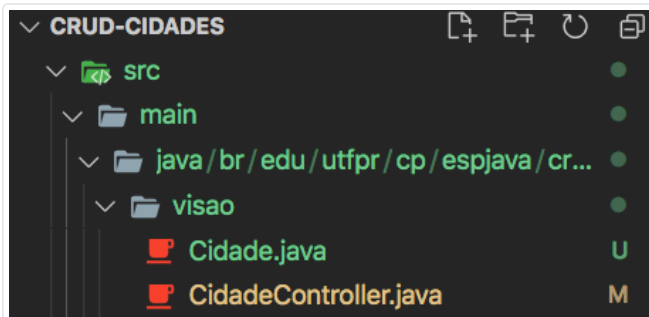 CRUD-CIDADES
src
main
java/br/edu/utfpr/cp/espjava/cr...
visao
Cidade.java U
CidadeController.java M